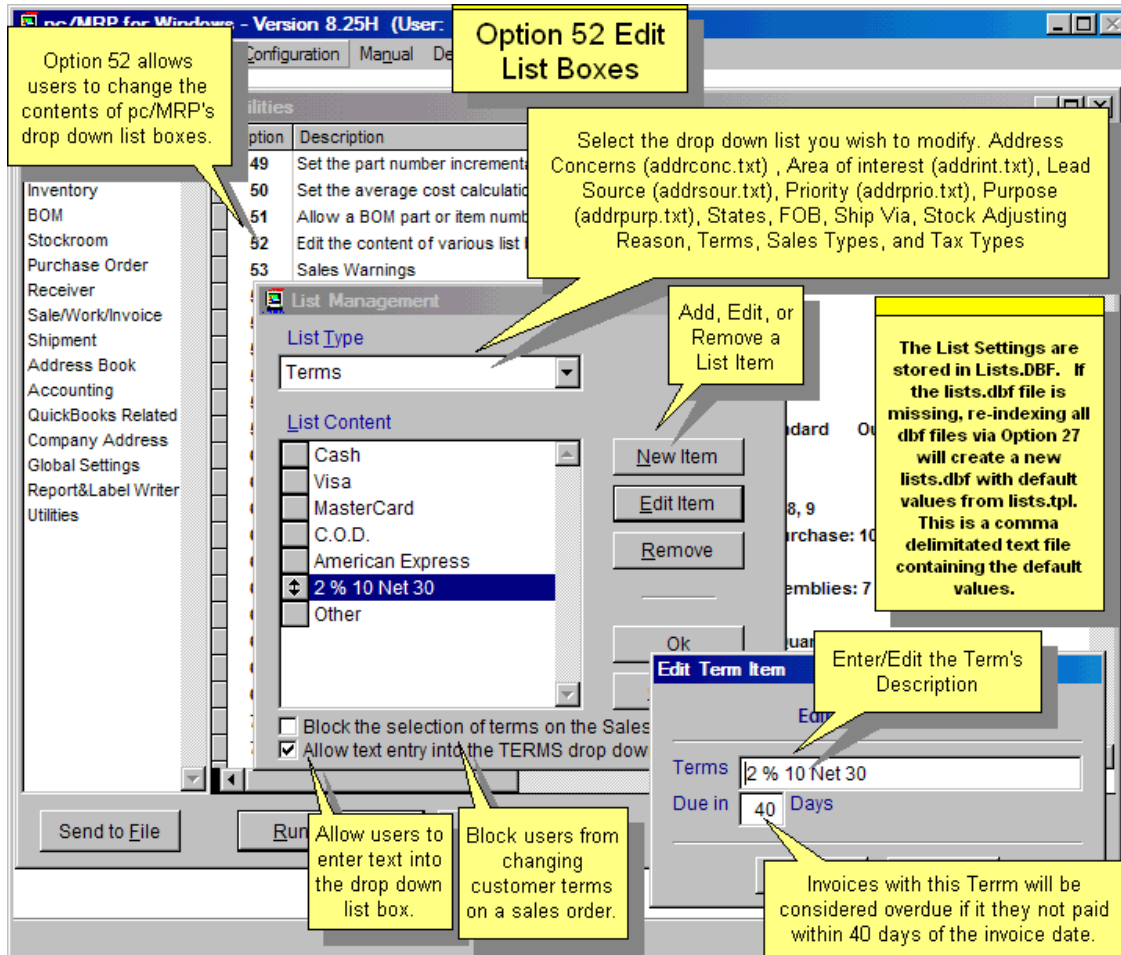 pc/MRP for Windows - Version 8.25H (User:
Configuration Manual De
Option 52 Edit
List Boxes
Option 52 allows
users to change the
contents of pc/MRP's
drop down list boxes.
ilities
ption Description
49 Set the part number incrementa
50 Set the average cost calculatio
51 Allow a BOM part or item numb
52 Edit the content of various list
53 Sales Warnings
Select the drop down list you wish to modify. Address
Concerns (addrconc.txt) , Area of interest (addrint.txt), Lead
Source (addrsour.txt), Priority (addrprio.txt), Purpose
(addrpurp.txt), States, FOB, Ship Via, Stock Adjusting
Reason, Terms, Sales Types, and Tax Types
Inventory
BOM
Stockroom
Purchase Order
Receiver
Sale/Work/Invoice
Shipment
Address Book
Accounting
QuickBooks Related
Company Address
Global Settings
Report&Label Writer
Utilities
List Management
List Type
Terms
List Content
Cash
Visa
MasterCard
C.O.D.
American Express
2 % 10 Net 30
Other
Add, Edit, or
Remove a
List Item
New Item
Edit Item
Remove
Ok
Block the selection of terms on the Sales
Allow text entry into the TERMS drop dow
ndard Ou
8, 9
urchase: 10
emblies: 7
quar
The List Settings are
stored in Lists.DBF. If
the lists.dbf file is
missing, re-indexing all
dbf files via Option 27
will create a new
lists.dbf with default
values from lists.tpl.
This is a comma
delimitated text file
containing the default
values.
Edit Term Item
Edi
Enter/Edit the Term's
Description
Terms 2 % 10 Net 30
Due in 40 Days
Send to File
Run
Allow users to
enter text into
the drop down
list box.
Block users from
changing
customer terms
on a sales order.
Invoices with this Terrm will be
considered overdue if it they not paid
within 40 days of the invoice date.